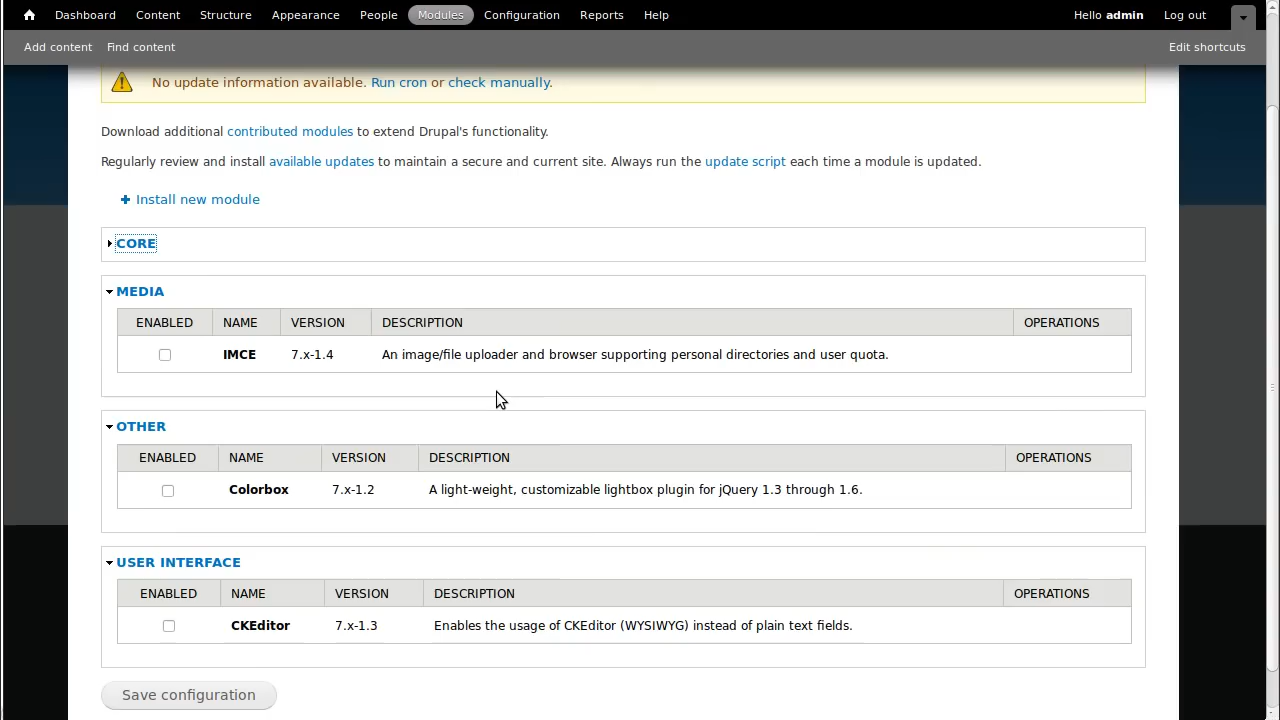 Dashboard Content Structure Appearance People Modules Configuration Reports Help Hello admin Log out
Add content Find content Edit shortcuts
No update information available. Run cron or check manually.
Download additional contributed modules to extend Drupal's functionality.
Regularly review and install available updates to maintain a secure and current site. Always run the update script each time a module is updated.
+ Install new module
CORE
MEDIA
ENABLED NAME VERSION DESCRIPTION OPERATIONS
IMCE 7.x-1.4 An image/file uploader and browser supporting personal directories and user quota.
OTHER
ENABLED NAME VERSION DESCRIPTION OPERATIONS
Colorbox 7.x-1.2 A light-weight, customizable lightbox plugin for jQuery 1.3 through 1.6.
USER INTERFACE
ENABLED NAME VERSION DESCRIPTION OPERATIONS
CKEditor 7.x-1.3 Enables the usage of CKEditor (WYSIWYG) instead of plain text fields.
Save configuration